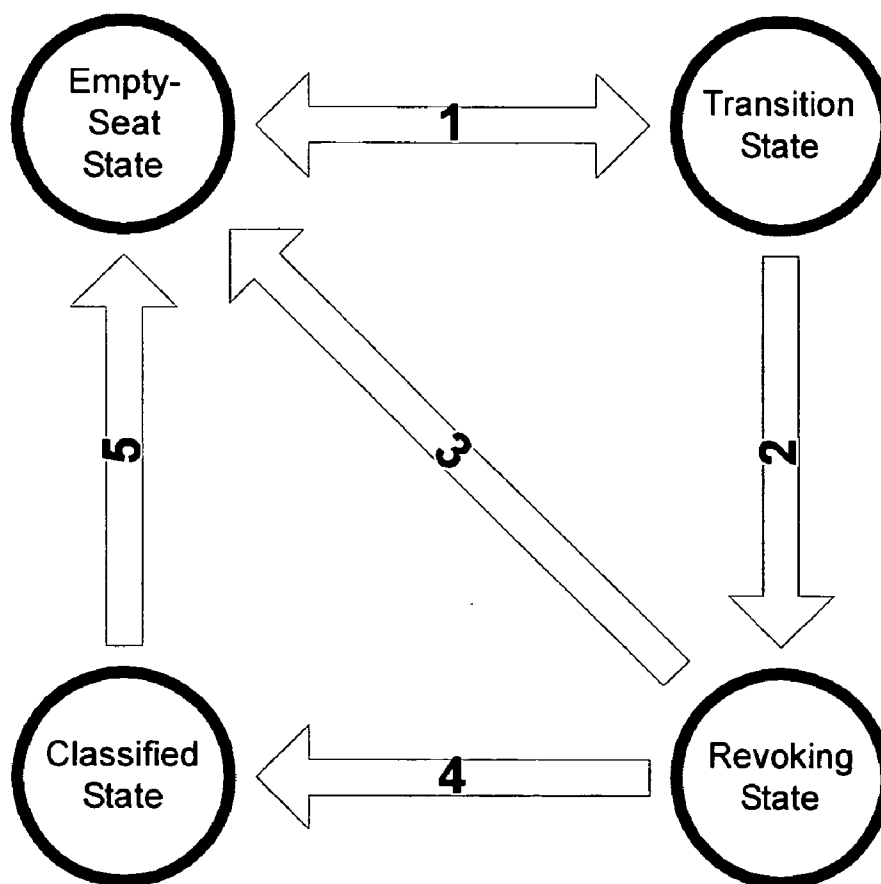 Empty-
Seat
State
1
Transition
State
5
3
2
Classified
State
4
Revoking
State